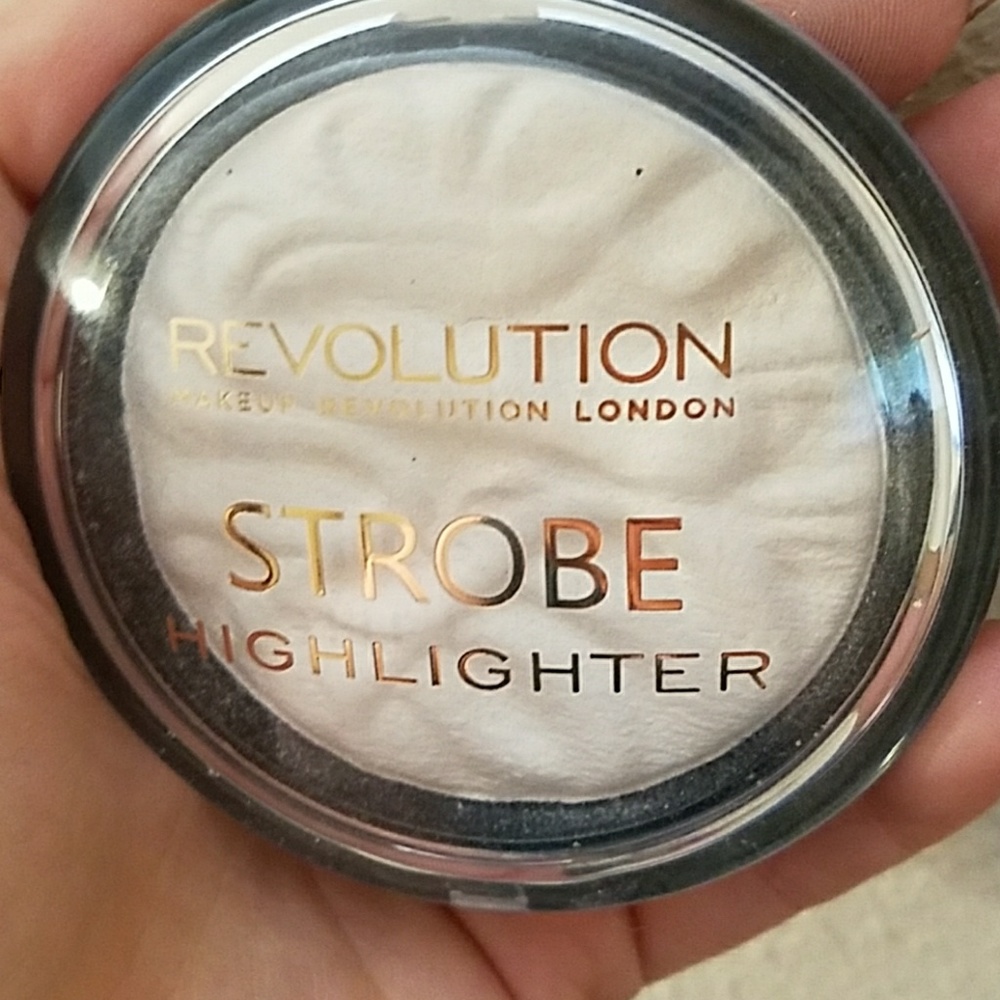 REVOLUTION
MAKEUP REVOLUTION LONDON
STROBE
HIGHLIGHTER